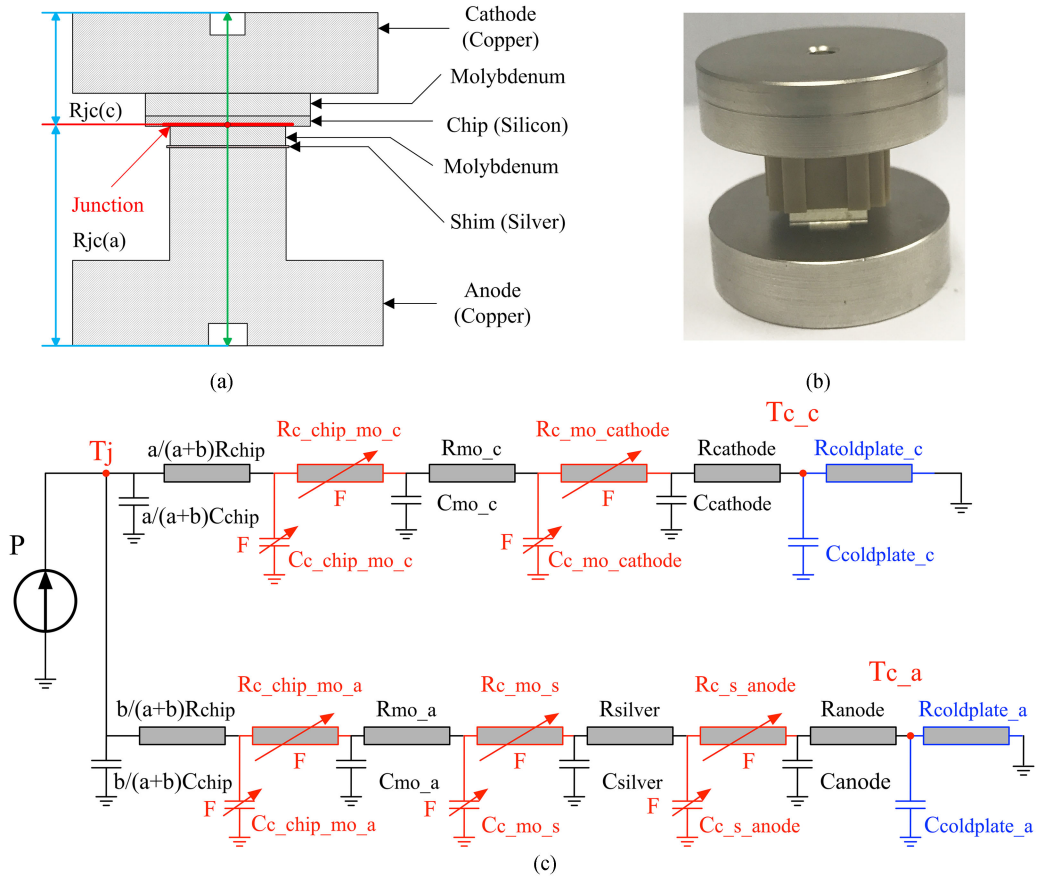 Cathode
(Copper)
Molybdenum
Rjc(c)
Chip (Silicon)
Molybdenum
Junction
Shim (Silver)
Rjc(a)
Anode
(Copper)
(a)
(b)
Tc_c
Rc_chip_mo_c
Rc_mo_cathode
Tj
a/(a+b)Rchip
Rmo_c
Rcathode
Rcoldplate_c
F
F
a/(a+b)Cchip
Cmo_c
Ccathode
P
F
Cc_chip_mo_c
F
Cc_mo_cathode
Ccoldplate_c
Tc_a
Rc_chip_mo_a
Rc_mo_s
Rc_s_anode
b/(a+b)Rchip
Rmo_a
Rsilver
Ranode
Rcoldplate_a
F
F
F
b/(a+b)Cchip
Cmo_a
Csilver
Canode
F
Cc_chip_mo_a
F
Cc_mo_s
F
Cc_s_anode
Ccoldplate_a
(c)